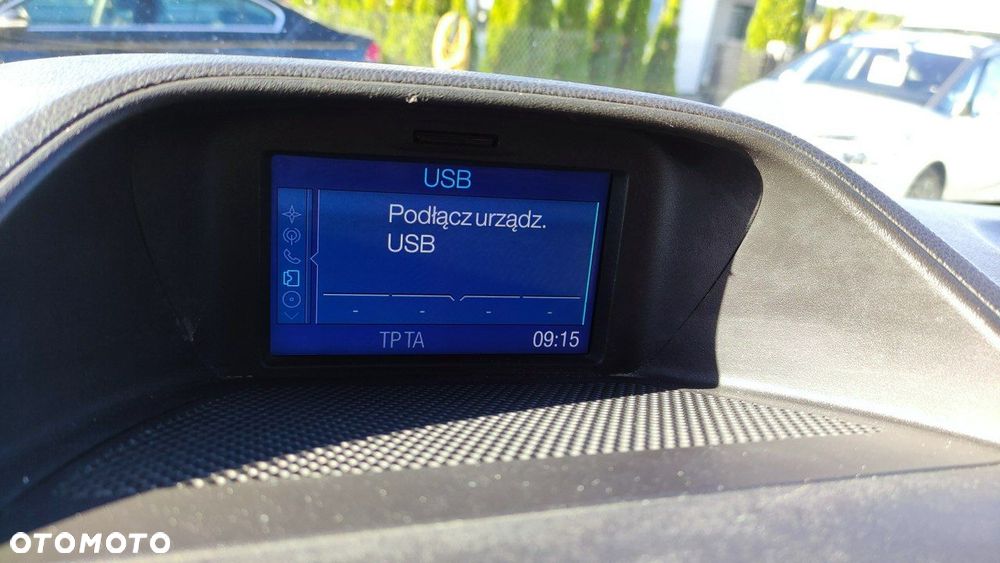 USB
Podłącz urządz.
USB
- - - -
TP TA 09:15
OTOMOTO